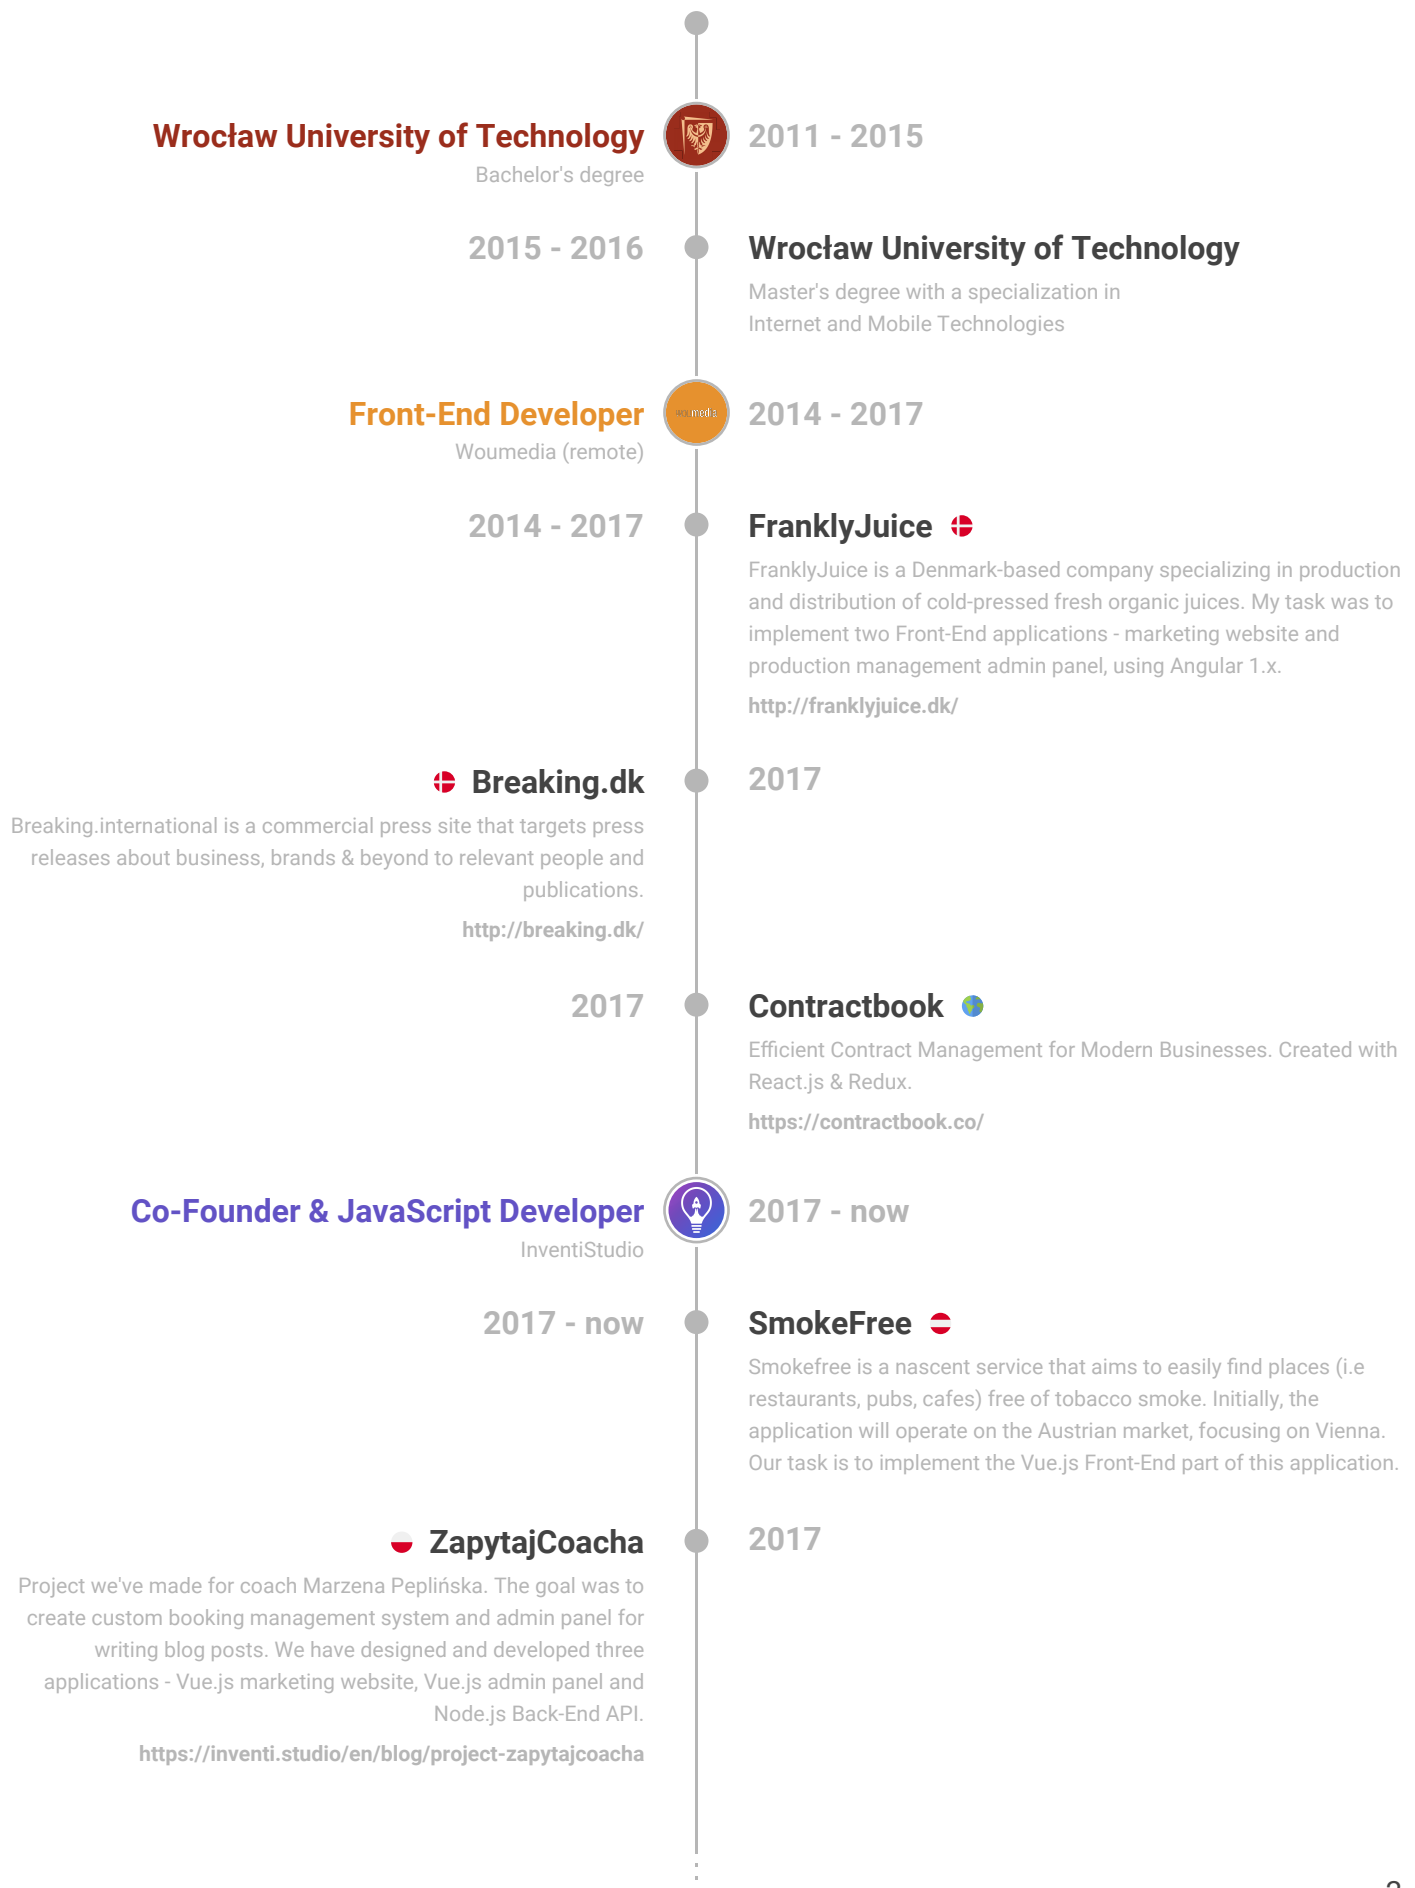 Wrocław University of Technology
2011 - 2015
Bachelor's degree
2015 - 2016
Wrocław University of Technology
Master's degree with a specialization in
Internet and Mobile Technologies
Front-End Developer
2014 - 2017
Woumedia (remote)
2014 - 2017
FranklyJuice
FranklyJuice is a Denmark-based company specializing in production
and distribution of cold-pressed fresh organic juices. My task was to
implement two Front-End applications - marketing website and
production management admin panel, using Angular 1.x.
http://franklyjuice.dk/
Breaking.dk
2017
Breaking.international is a commercial press site that targets press
releases about business, brands & beyond to relevant people and
publications.
http://breaking.dk/
2017
Contractbook
Efficient Contract Management for Modern Businesses. Created with
React.js & Redux.
https://contractbook.co/
Co-Founder & JavaScript Developer
2017 - now
InventiStudio
2017 - now
SmokeFree
Smokefree is a nascent service that aims to easily find places (i.e
restaurants, pubs, cafes) free of tobacco smoke. Initially, the
application will operate on the Austrian market, focusing on Vienna.
Our task is to implement the Vue.js Front-End part of this application.
ZapytajCoacha
2017
Project we've made for coach Marzena Peplińska. The goal was to
create custom booking management system and admin panel for
writing blog posts. We have designed and developed three
applications - Vue.js marketing website, Vue.js admin panel and
Node.js Back-End API.
https://inventi.studio/en/blog/project-zapytajcoacha